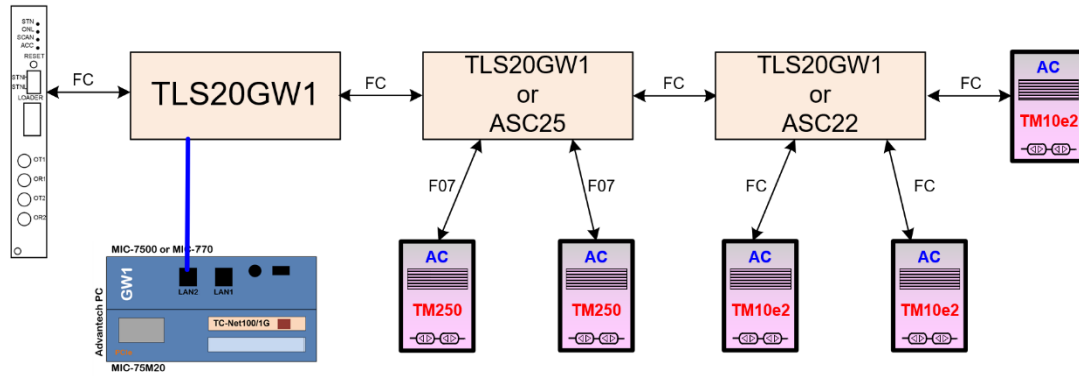 STN
ONL
SCAN
ACC
RESET
STNH
STNL
LOADER
OT1
OR1
OT2
OR2
FC
TLS20GW1
FC
TLS20GW1
or
ASC25
FC
TLS20GW1
or
ASC22
FC
AC
TM10e2
F07
F07
FC
FC
MIC-7500 or MIC-770
Advantech PC
GW1
LAN2
LAN1
TC-Net100/1G
MIC-75M20
AC
TM250
AC
TM250
AC
TM10e2
AC
TM10e2